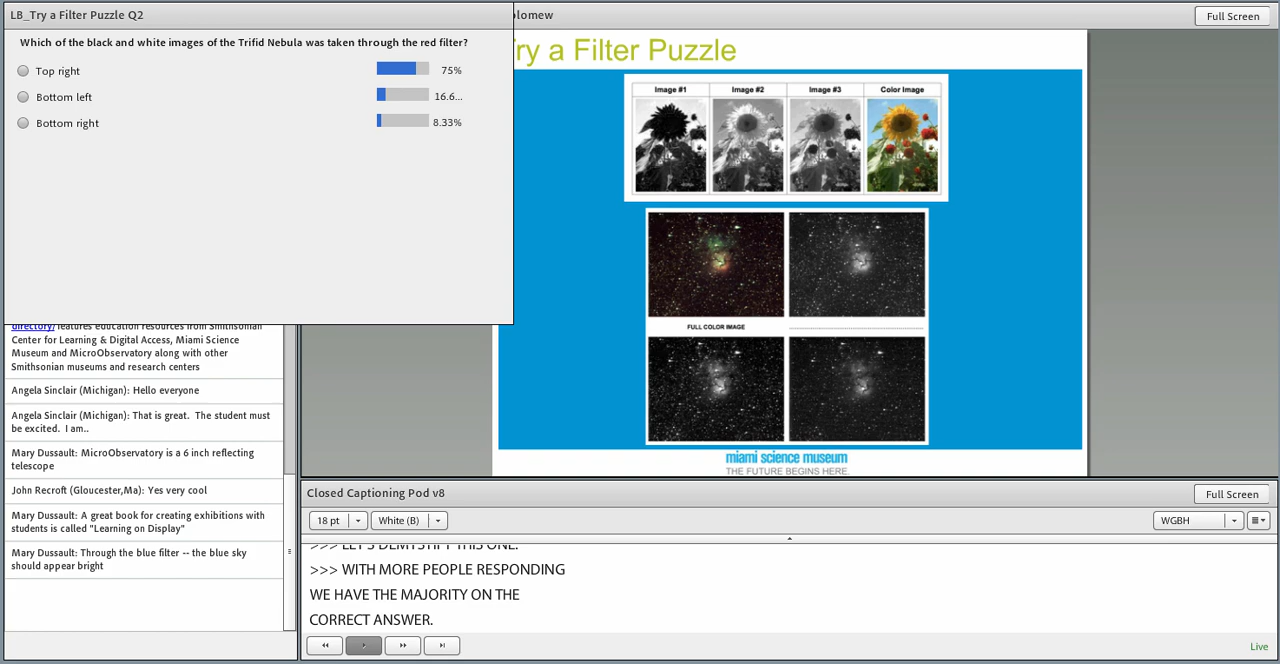 LB_Try a Filter Puzzle Q2
Which of the black and white images of the Trifid Nebula was taken through the red filter?
Top right 75%
Bottom left 16.6...
Bottom right 8.33%
olomew
Full Screen
Try a Filter Puzzle
Image #1 Image #2 Image #3 Color Image
FULL COLOR IMAGE
miami science museum
THE FUTURE BEGINS HERE.
directory/ features education resources from Smithsonian
Center for Learning & Digital Access, Miami Science
Museum and MicroObservatory along with other
Smithsonian museums and research centers
Angela Sinclair (Michigan): Hello everyone
Angela Sinclair (Michigan): That is great. The student must
be excited. I am..
Mary Dussault: MicroObservatory is a 6 inch reflecting
telescope
John Recroft (Gloucester,Ma): Yes very cool
Mary Dussault: A great book for creating exhibitions with
students is called "Learning on Display"
Mary Dussault: Through the blue filter -- the blue sky
should appear bright
Closed Captioning Pod v8
Full Screen
18 pt White (B) WGBH
>>> LET'S DEMYSTIFY THIS ONE.
>>> WITH MORE PEOPLE RESPONDING
WE HAVE THE MAJORITY ON THE
CORRECT ANSWER.
Live